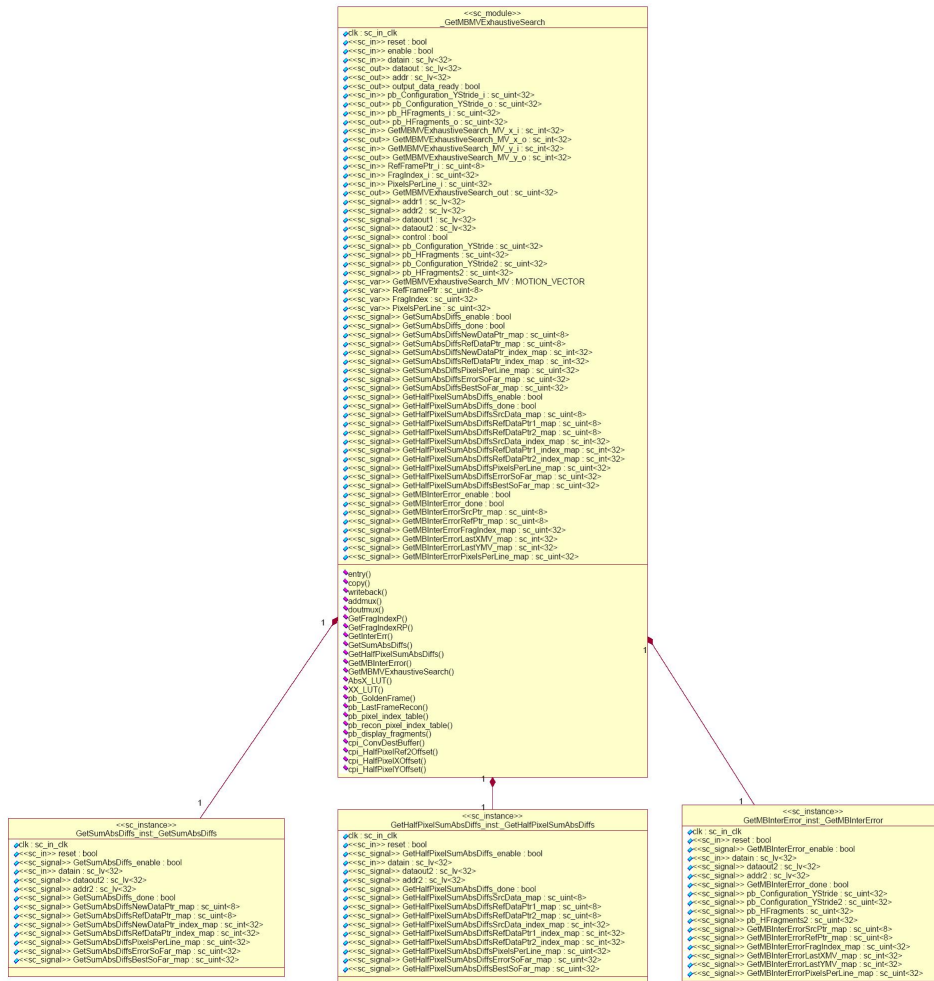 <<sc_module>>
_GetMBMVExhaustiveSearch
clk : sc_in_clk
<<sc_in>> reset : bool
<<sc_in>> enable : bool
<<sc_in>> datain : sc_lv<32>
<<sc_out>> dataout : sc_lv<32>
<<sc_out>> addr : sc_lv<32>
<<sc_out>> output_data_ready : bool
<<sc_in>> pb_Configuration_YStride_i : sc_uint<32>
<<sc_out>> pb_Configuration_YStride_o : sc_uint<32>
<<sc_in>> pb_HFragments_i : sc_uint<32>
<<sc_out>> pb_HFragments_o : sc_uint<32>
<<sc_in>> GetMBMVExhaustiveSearch_MV_x_i : sc_int<32>
<<sc_out>> GetMBMVExhaustiveSearch_MV_x_o : sc_int<32>
<<sc_in>> GetMBMVExhaustiveSearch_MV_y_i : sc_int<32>
<<sc_out>> GetMBMVExhaustiveSearch_MV_y_o : sc_int<32>
<<sc_in>> RefFramePtr_i : sc_uint<8>
<<sc_in>> FragIndex_i : sc_uint<32>
<<sc_in>> PixelsPerLine_i : sc_uint<32>
<<sc_out>> GetMBMVExhaustiveSearch_out : sc_uint<32>
<<sc_signal>> addr1 : sc_lv<32>
<<sc_signal>> addr2 : sc_lv<32>
<<sc_signal>> dataout1 : sc_lv<32>
<<sc_signal>> dataout2 : sc_lv<32>
<<sc_signal>> control : bool
<<sc_signal>> pb_Configuration_YStride : sc_uint<32>
<<sc_signal>> pb_HFragments : sc_uint<32>
<<sc_signal>> pb_Configuration_YStride2 : sc_uint<32>
<<sc_signal>> pb_HFragments2 : sc_uint<32>
<<sc_var>> GetMBMVExhaustiveSearch_MV : MOTION_VECTOR
<<sc_var>> RefFramePtr : sc_uint<8>
<<sc_var>> FragIndex : sc_uint<32>
<<sc_var>> PixelsPerLine : sc_uint<32>
<<sc_signal>> GetSumAbsDiffs_enable : bool
<<sc_signal>> GetSumAbsDiffs_done : bool
<<sc_signal>> GetSumAbsDiffsNewDataPtr_map : sc_uint<8>
<<sc_signal>> GetSumAbsDiffsRefDataPtr_map : sc_uint<8>
<<sc_signal>> GetSumAbsDiffsNewDataPtr_index_map : sc_int<32>
<<sc_signal>> GetSumAbsDiffsRefDataPtr_index_map : sc_int<32>
<<sc_signal>> GetSumAbsDiffsPixelsPerLine_map : sc_uint<32>
<<sc_signal>> GetSumAbsDiffsErrorSoFar_map : sc_uint<32>
<<sc_signal>> GetSumAbsDiffsBestSoFar_map : sc_uint<32>
<<sc_signal>> GetHalfPixelSumAbsDiffs_enable : bool
<<sc_signal>> GetHalfPixelSumAbsDiffs_done : bool
<<sc_signal>> GetHalfPixelSumAbsDiffsSrcData_map : sc_uint<8>
<<sc_signal>> GetHalfPixelSumAbsDiffsRefDataPtr1_map : sc_uint<8>
<<sc_signal>> GetHalfPixelSumAbsDiffsRefDataPtr2_map : sc_uint<8>
<<sc_signal>> GetHalfPixelSumAbsDiffsSrcData_index_map : sc_int<32>
<<sc_signal>> GetHalfPixelSumAbsDiffsRefDataPtr1_index_map : sc_int<32>
<<sc_signal>> GetHalfPixelSumAbsDiffsRefDataPtr2_index_map : sc_int<32>
<<sc_signal>> GetHalfPixelSumAbsDiffsPixelsPerLine_map : sc_uint<32>
<<sc_signal>> GetHalfPixelSumAbsDiffsErrorSoFar_map : sc_uint<32>
<<sc_signal>> GetHalfPixelSumAbsDiffsBestSoFar_map : sc_uint<32>
<<sc_signal>> GetMBInterError_enable : bool
<<sc_signal>> GetMBInterError_done : bool
<<sc_signal>> GetMBInterErrorSrcPtr_map : sc_uint<8>
<<sc_signal>> GetMBInterErrorRefPtr_map : sc_uint<8>
<<sc_signal>> GetMBInterErrorFragIndex_map : sc_uint<32>
<<sc_signal>> GetMBInterErrorLastXMV_map : sc_int<32>
<<sc_signal>> GetMBInterErrorLastYMV_map : sc_int<32>
<<sc_signal>> GetMBInterErrorPixelsPerLine_map : sc_uint<32>
entry()
copy()
writeback()
addmux()
doutmux()
GetFragIndexP()
GetFragIndexRP()
GetInterErr()
GetSumAbsDiffs()
GetHalfPixelSumAbsDiffs()
GetMBInterError()
GetMBMVExhaustiveSearch()
AbsX_LUT()
XX_LUT()
pb_GoldenFrame()
pb_LastFrameRecon()
pb_pixel_index_table()
pb_recon_pixel_index_table()
pb_display_fragments()
cpi_ConvDestBuffer()
cpi_HalfPixelRef2Offset()
cpi_HalfPixelXOffset()
cpi_HalfPixelYOffset()
1
1
1
1
1
1
<<sc_instance>>
GetSumAbsDiffs_inst:_GetSumAbsDiffs
clk : sc_in_clk
<<sc_in>> reset : bool
<<sc_signal>> GetSumAbsDiffs_enable : bool
<<sc_in>> datain : sc_lv<32>
<<sc_signal>> dataout2 : sc_lv<32>
<<sc_signal>> addr2 : sc_lv<32>
<<sc_signal>> GetSumAbsDiffs_done : bool
<<sc_signal>> GetSumAbsDiffsNewDataPtr_map : sc_uint<8>
<<sc_signal>> GetSumAbsDiffsRefDataPtr_map : sc_uint<8>
<<sc_signal>> GetSumAbsDiffsNewDataPtr_index_map : sc_int<32>
<<sc_signal>> GetSumAbsDiffsRefDataPtr_index_map : sc_int<32>
<<sc_signal>> GetSumAbsDiffsPixelsPerLine_map : sc_uint<32>
<<sc_signal>> GetSumAbsDiffsErrorSoFar_map : sc_uint<32>
<<sc_signal>> GetSumAbsDiffsBestSoFar_map : sc_uint<32>
<<sc_instance>>
GetHalfPixelSumAbsDiffs_inst:_GetHalfPixelSumAbsDiffs
clk : sc_in_clk
<<sc_in>> reset : bool
<<sc_signal>> GetHalfPixelSumAbsDiffs_enable : bool
<<sc_in>> datain : sc_lv<32>
<<sc_signal>> dataout2 : sc_lv<32>
<<sc_signal>> addr2 : sc_lv<32>
<<sc_signal>> GetHalfPixelSumAbsDiffs_done : bool
<<sc_signal>> GetHalfPixelSumAbsDiffsSrcData_map : sc_uint<8>
<<sc_signal>> GetHalfPixelSumAbsDiffsRefDataPtr1_map : sc_uint<8>
<<sc_signal>> GetHalfPixelSumAbsDiffsRefDataPtr2_map : sc_uint<8>
<<sc_signal>> GetHalfPixelSumAbsDiffsSrcData_index_map : sc_int<32>
<<sc_signal>> GetHalfPixelSumAbsDiffsRefDataPtr1_index_map : sc_int<32>
<<sc_signal>> GetHalfPixelSumAbsDiffsRefDataPtr2_index_map : sc_int<32>
<<sc_signal>> GetHalfPixelSumAbsDiffsPixelsPerLine_map : sc_uint<32>
<<sc_signal>> GetHalfPixelSumAbsDiffsErrorSoFar_map : sc_uint<32>
<<sc_signal>> GetHalfPixelSumAbsDiffsBestSoFar_map : sc_uint<32>
<<sc_instance>>
GetMBInterError_inst:_GetMBInterError
clk : sc_in_clk
<<sc_in>> reset : bool
<<sc_signal>> GetMBInterError_enable : bool
<<sc_in>> datain : sc_lv<32>
<<sc_signal>> dataout2 : sc_lv<32>
<<sc_signal>> addr2 : sc_lv<32>
<<sc_signal>> GetMBInterError_done : bool
<<sc_signal>> pb_Configuration_YStride : sc_uint<32>
<<sc_signal>> pb_Configuration_YStride2 : sc_uint<32>
<<sc_signal>> pb_HFragments : sc_uint<32>
<<sc_signal>> pb_HFragments2 : sc_uint<32>
<<sc_signal>> GetMBInterErrorSrcPtr_map : sc_uint<8>
<<sc_signal>> GetMBInterErrorRefPtr_map : sc_uint<8>
<<sc_signal>> GetMBInterErrorFragIndex_map : sc_uint<32>
<<sc_signal>> GetMBInterErrorLastXMV_map : sc_int<32>
<<sc_signal>> GetMBInterErrorLastYMV_map : sc_int<32>
<<sc_signal>> GetMBInterErrorPixelsPerLine_map : sc_uint<32>